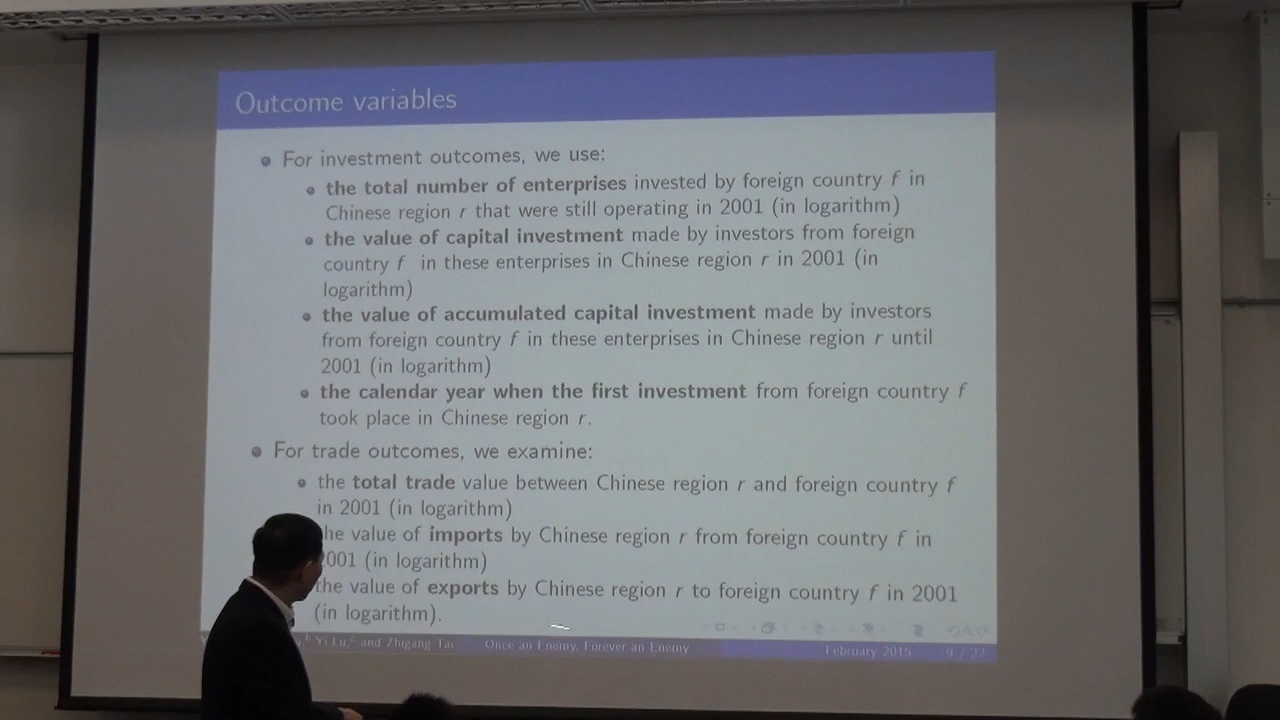 Outcome variables
For investment outcomes, we use:
the total number of enterprises invested by foreign country f in
Chinese region r that were still operating in 2001 (in logarithm)
the value of capital investment made by investors from foreign
country f in these enterprises in Chinese region r in 2001 (in
logarithm)
the value of accumulated capital investment made by investors
from foreign country f in these enterprises in Chinese region r until
2001 (in logarithm)
the calendar year when the first investment from foreign country f
took place in Chinese region r.
For trade outcomes, we examine:
the total trade value between Chinese region r and foreign country f
in 2001 (in logarithm)
he value of imports by Chinese region r from foreign country f in
2001 (in logarithm)
the value of exports by Chinese region r to foreign country f in 2001
(in logarithm).
Yi Lu, and Zhigang Tao Once an Enemy, Forever an Enemy February 2015 9 / 22